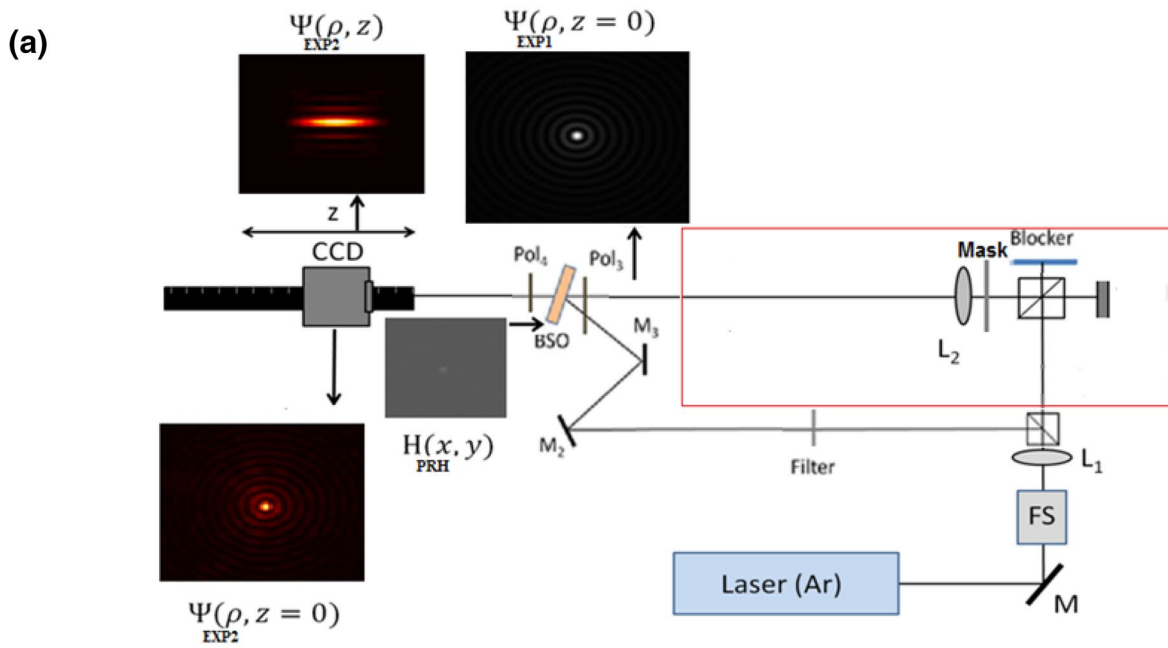 (a)
Ψ(ρ, z)
EXP2
Ψ(ρ, z = 0)
EXP1
z
CCD
Pol₄
Pol₃
Mask
Blocker
BSO
M₃
L₂
H(x, y)
PRH
M₂
Filter
L₁
FS
Laser (Ar)
M
Ψ(ρ, z = 0)
EXP2